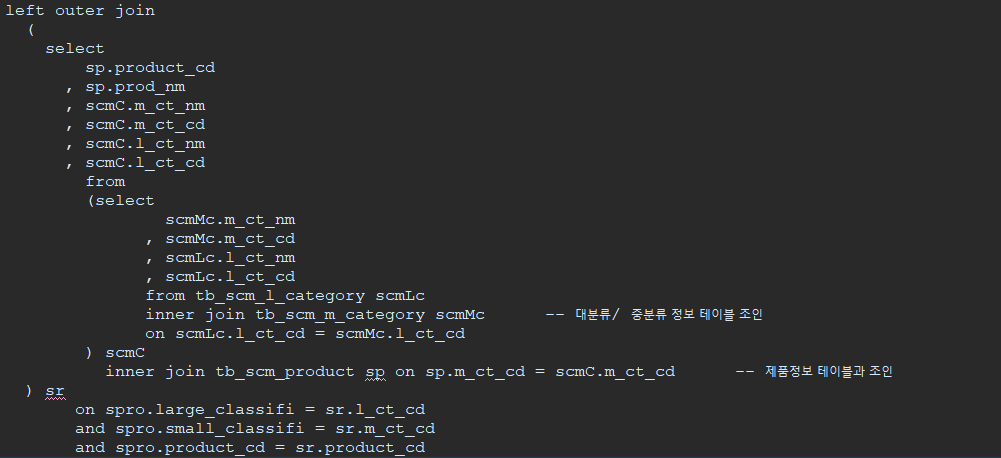 left outer join
(
select
sp.product_cd
, sp.prod_nm
, scmC.m_ct_nm
, scmC.m_ct_cd
, scmC.l_ct_nm
, scmC.l_ct_cd
from
(select
scmMc.m_ct_nm
, scmMc.m_ct_cd
, scmLc.l_ct_nm
, scmLc.l_ct_cd
from tb_scm_l_category scmLc
inner join tb_scm_m_category scmMc -- 대분류/ 중분류 정보 테이블 조인
on scmLc.l_ct_cd = scmMc.l_ct_cd
) scmC
inner join tb_scm_product sp on sp.m_ct_cd = scmC.m_ct_cd -- 제품정보 테이블과 조인
) sr
on spro.large_classifi = sr.l_ct_cd
and spro.small_classifi = sr.m_ct_cd
and spro.product_cd = sr.product_cd